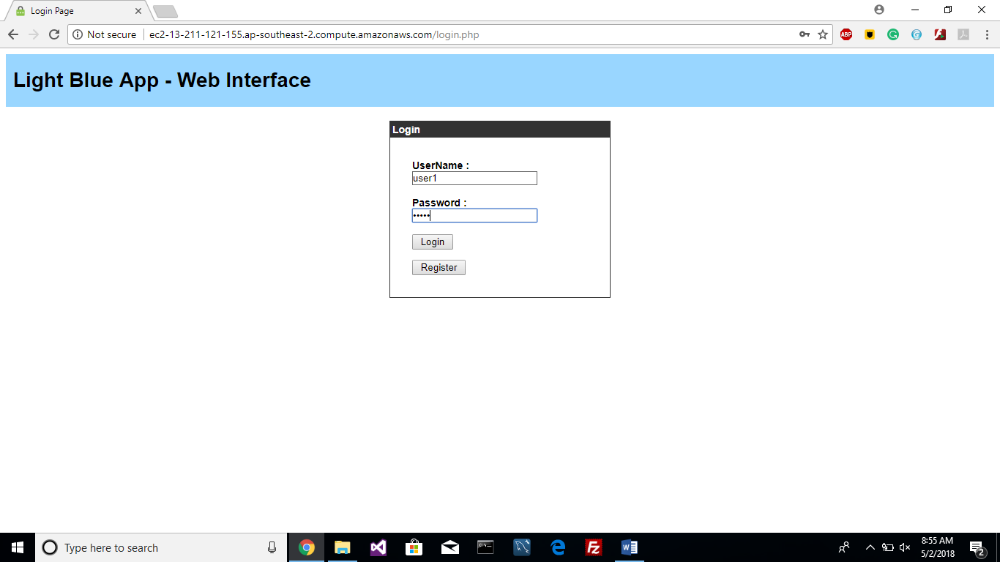 Login Page
Not secure ec2-13-211-121-155.ap-southeast-2.compute.amazonaws.com/login.php
ABP
Light Blue App - Web Interface
Login
UserName :
user1
Password :
•••••
Login
Register
Type here to search
8:55 AM
5/2/2018
2